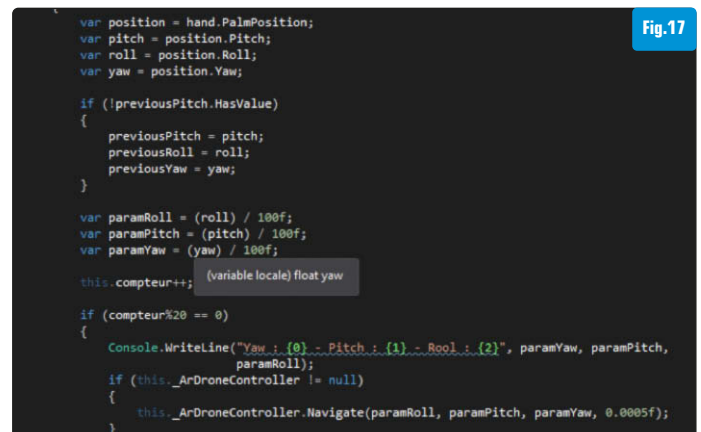 Fig.17
{
var position = hand.PalmPosition;
var pitch = position.Pitch;
var roll = position.Roll;
var yaw = position.Yaw;
if (!previousPitch.HasValue)
{
previousPitch = pitch;
previousRoll = roll;
previousYaw = yaw;
}
var paramRoll = (roll) / 100f;
var paramPitch = (pitch) / 100f;
var paramYaw = (yaw) / 100f;
(variable locale) float yaw
this.compteur++;
if (compteur%20 == 0)
{
Console.WriteLine("Yaw : {0} - Pitch : {1} - Rool : {2}", paramYaw, paramPitch,
paramRoll);
if (this._ArDroneController != null)
{
this._ArDroneController.Navigate(paramRoll, paramPitch, paramYaw, 0.0005f);
}